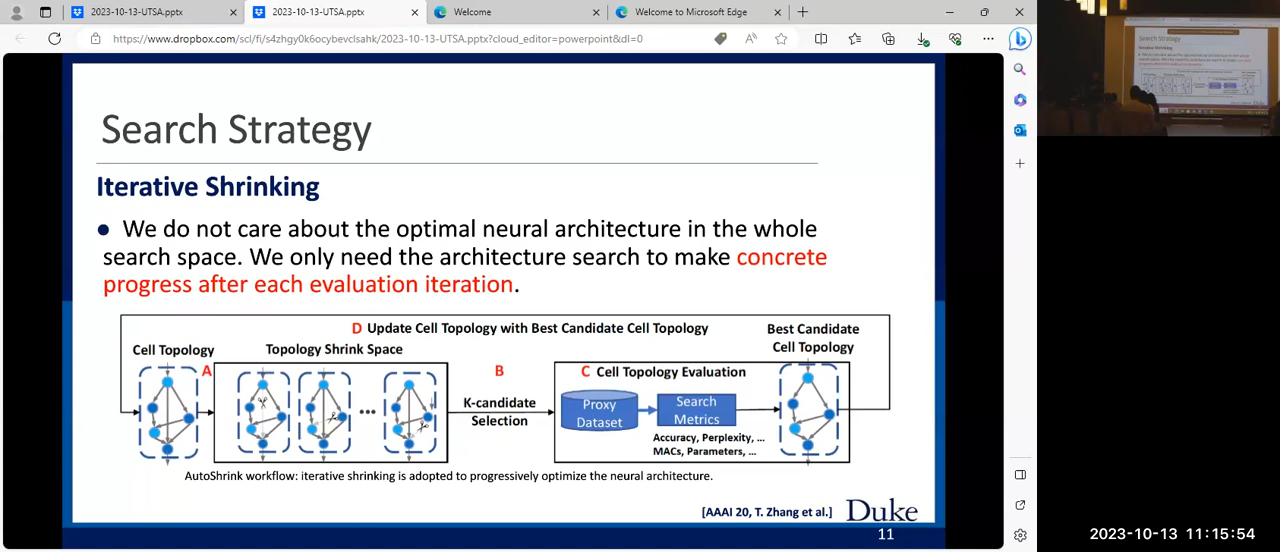 2023-10-13-UTSA.pptx
2023-10-13-UTSA.pptx
Welcome
Welcome to Microsoft Edge
https://www.dropbox.com/scl/fi/s4zhgy0k6ocybevclsahk/2023-10-13-UTSA.pptx?cloud_editor=powerpoint&dl=0
Search Strategy
Iterative Shrinking
● We do not care about the optimal neural architecture in the whole
search space. We only need the architecture search to make concrete
progress after each evaluation iteration.
D Update Cell Topology with Best Candidate Cell Topology
Best Candidate
Cell Topology
Cell Topology
Topology Shrink Space
A
B
C Cell Topology Evaluation
K-candidate
Selection
Proxy
Dataset
Search
Metrics
Accuracy, Perplexity, ...
MACs, Parameters, ...
AutoShrink workflow: iterative shrinking is adopted to progressively optimize the neural architecture.
[AAAI 20, T. Zhang et al.]
Duke
11
Search Strategy
Iterative Shrinking
2023-10-13 11:15:54